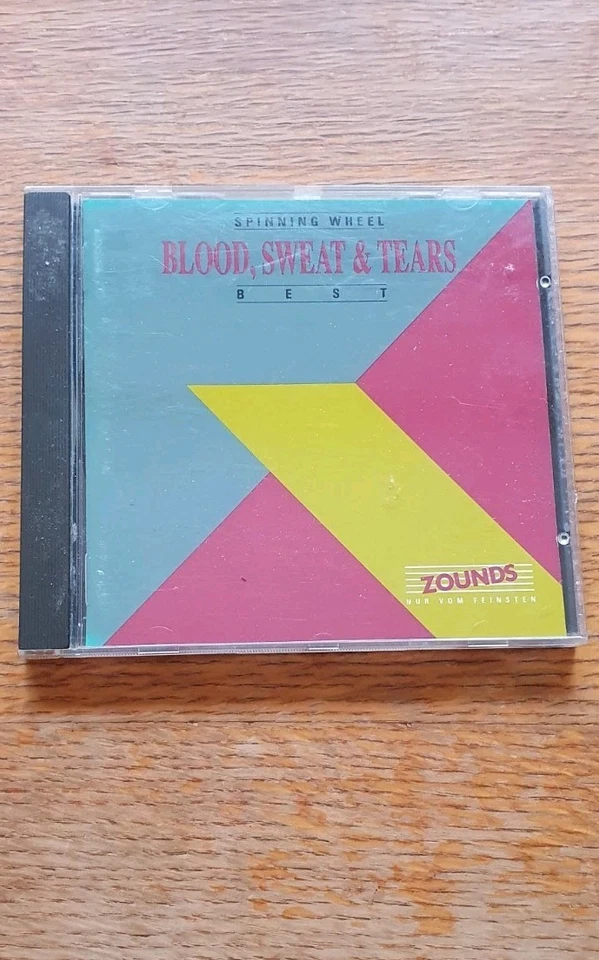 SPINNING WHEEL
BLOOD, SWEAT & TEARS
BEST
ZOUNDS
NUR VOM FEINSTEN